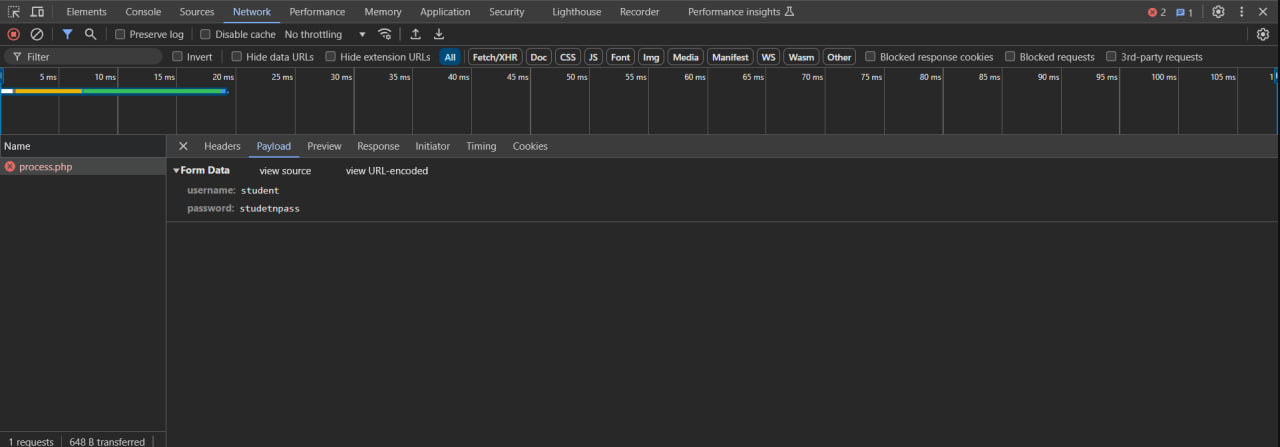 Elements Console Sources Network Performance Memory Application Security Lighthouse Recorder Performance insights 2 1
Preserve log Disable cache No throttling
Filter Invert Hide data URLs Hide extension URLs All Fetch/XHR Doc CSS JS Font Img Media Manifest WS Wasm Other Blocked response cookies Blocked requests 3rd-party requests
5 ms 10 ms 15 ms 20 ms 25 ms 30 ms 35 ms 40 ms 45 ms 50 ms 55 ms 60 ms 65 ms 70 ms 75 ms 80 ms 85 ms 90 ms 95 ms 100 ms 105 ms 1
Name Headers Payload Preview Response Initiator Timing Cookies
process.php
Form Data view source view URL-encoded
username: student
password: studetnpass
1 requests 648 B transferred